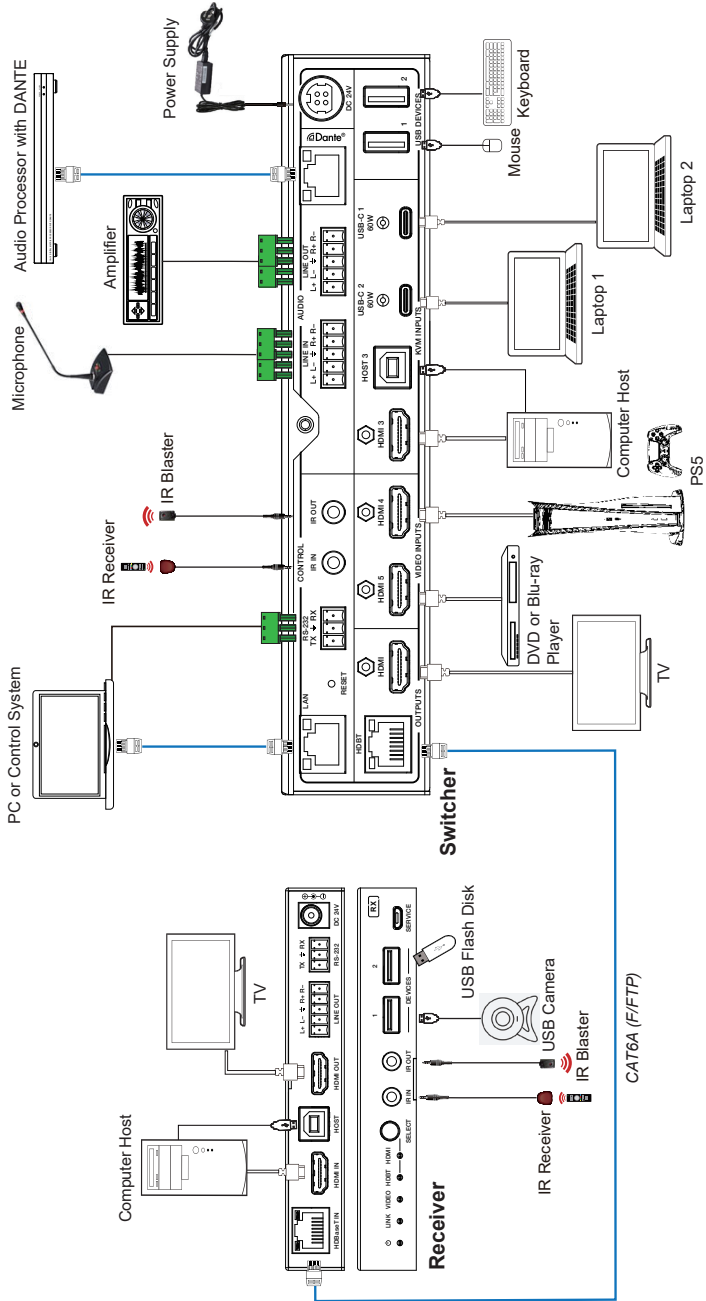 PC or Control System
IR Receiver
IR Blaster
Microphone
Amplifier
Audio Processor with DANTE
Power Supply
LAN
RESET
RS-232
TX RX
CONTROL
IR IN
IR OUT
AUDIO
LINE IN
L+ L- R+ R-
LINE OUT
L+ L- R+ R-
Dante®
DC 24V
HDBT
HDMI
OUTPUTS
HDMI 5
HDMI 4
VIDEO INPUTS
HDMI 3
HOST 3
KVM INPUTS
USB-C 2
60W
USB-C 1
60W
1
2
USB DEVICES
Switcher
TV
DVD or Blu-ray
Player
PS5
Computer Host
Laptop 1
Laptop 2
Mouse
Keyboard
Computer Host
TV
HDBaseT IN
HDMI IN
HOST
HDMI OUT
L+ L- R+ R-
LINE OUT
TX RX
RS-232
DC 24V
LINK
VIDEO
HDBT
HDMI
SELECT
IR IN
IR OUT
1
DEVICES
2
SERVICE
RX
Receiver
IR Receiver
IR Blaster
USB Camera
USB Flash Disk
CAT6A (F/FTP)